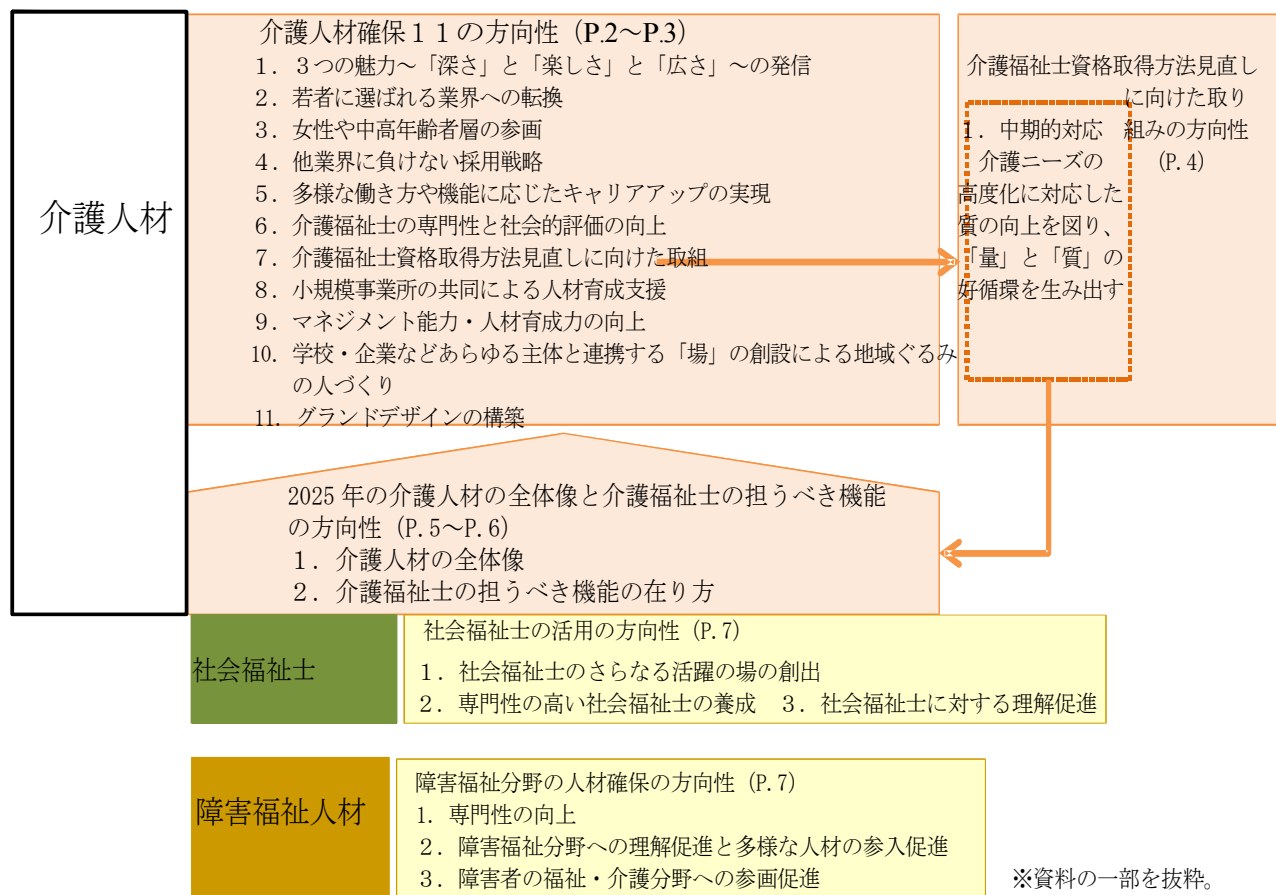 介護人材
介護人材確保１１の方向性（P.2～P.3）
１．３つの魅力～「深さ」と「楽しさ」と「広さ」～の発信
２．若者に選ばれる業界への転換
３．女性や中高年齢者層の参画
４．他業界に負けない採用戦略
５．多様な働き方や機能に応じたキャリアアップの実現
６．介護福祉士の専門性と社会的評価の向上
７．介護福祉士資格取得方法見直しに向けた取組
８．小規模事業所の共同による人材育成支援
９．マネジメント能力・人材育成力の向上
10. 学校・企業などあらゆる主体と連携する「場」の創設による地域ぐるみ
の人づくり
11. グランドデザインの構築
介護福祉士資格取得方法見直し
に向けた取り
組みの方向性
（P.4）
１．中期的対応
介護ニーズの
高度化に対応した
質の向上を図り、
「量」と「質」の
好循環を生み出す
2025 年の介護人材の全体像と介護福祉士の担うべき機能
の方向性（P.5～P.6）
１．介護人材の全体像
２．介護福祉士の担うべき機能の在り方
社会福祉士
社会福祉士の活用の方向性（P.7）
１．社会福祉士のさらなる活躍の場の創出
２．専門性の高い社会福祉士の養成　３．社会福祉士に対する理解促進
障害福祉人材
障害福祉分野の人材確保の方向性（P.7）
1. 専門性の向上
２．障害福祉分野への理解促進と多様な人材の参入促進
３．障害者の福祉・介護分野への参画促進
※資料の一部を抜粋。